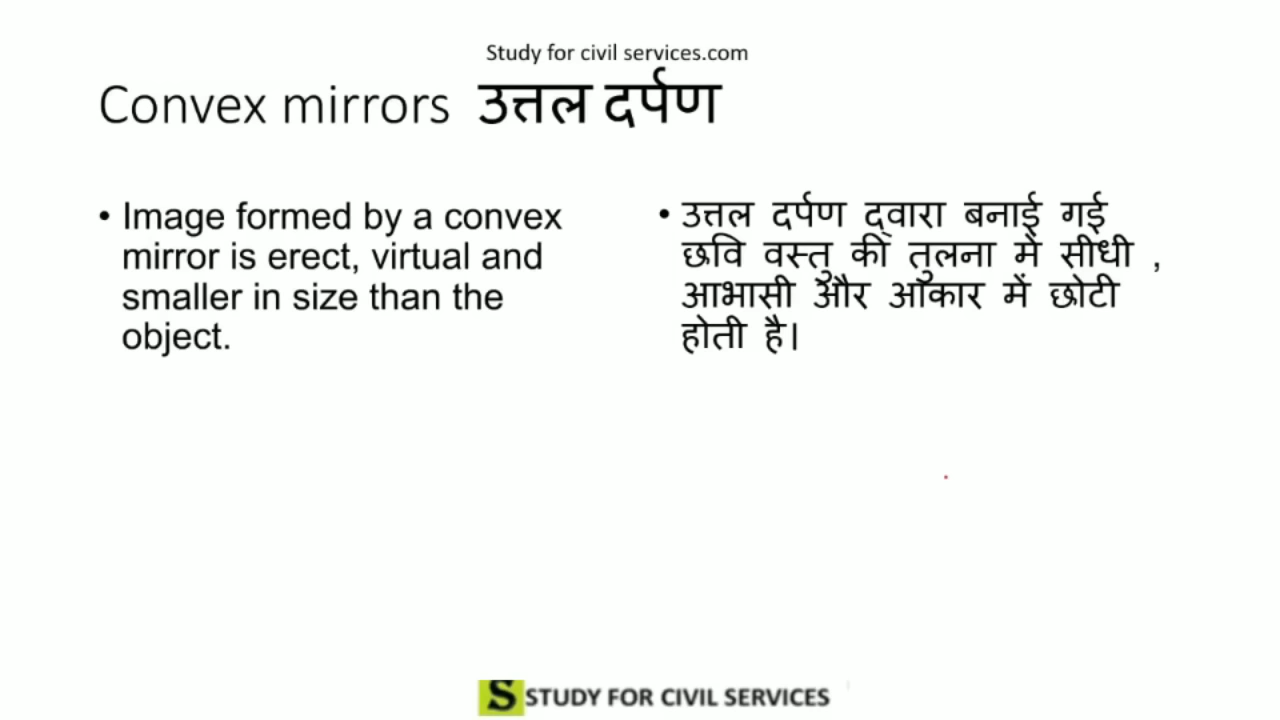 Study for civil services.com
Convex mirrors उत्तल दर्पण
• Image formed by a convex
mirror is erect, virtual and
smaller in size than the
object.
• उत्तल दर्पण द्वारा बनाई गई
छवि वस्तु की तुलना में सीधी ,
आभासी और आकार में छोटी
होती है।
S STUDY FOR CIVIL SERVICES